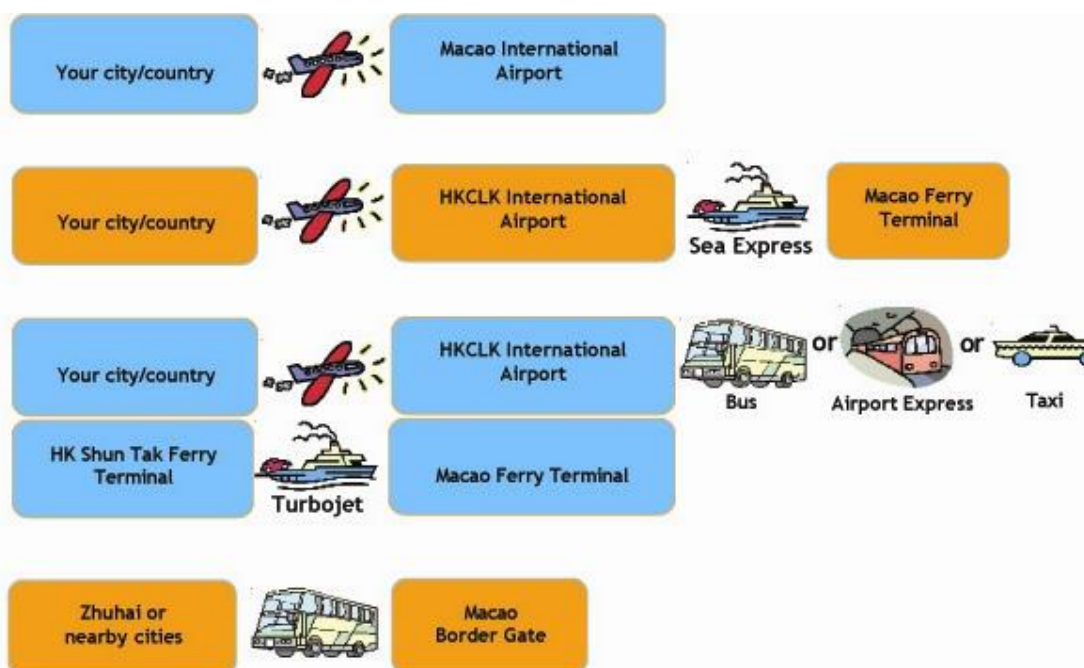 Your city/country
Macao International
Airport
Your city/country
HKCLK International
Airport
Sea Express
Macao Ferry
Terminal
Your city/country
HKCLK International
Airport
Bus
or
Airport Express
or
Taxi
HK Shun Tak Ferry
Terminal
Turbojet
Macao Ferry Terminal
Zhuhai or
nearby cities
Macao
Border Gate